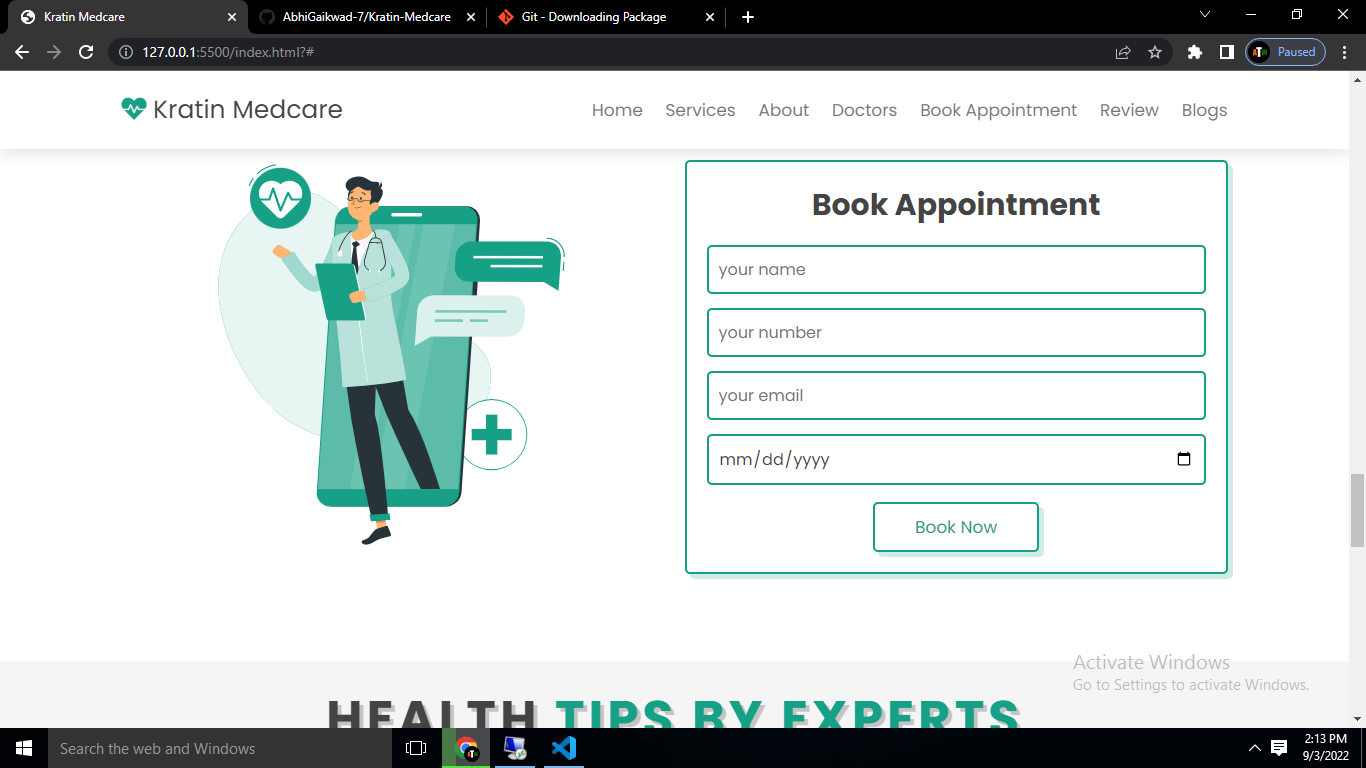 Kratin Medcare
AbhiGaikwad-7/Kratin-Medcare
Git - Downloading Package
127.0.0.1:5500/index.html?#
ATW
Paused
Kratin Medcare
Home
Services
About
Doctors
Book Appointment
Review
Blogs
Book Appointment
your name
your number
your email
mm/dd/yyyy
Book Now
Activate Windows
Go to Settings to activate Windows.
HEALTH TIPS BY EXPERTS
Search the web and Windows
2:13 PM
9/3/2022